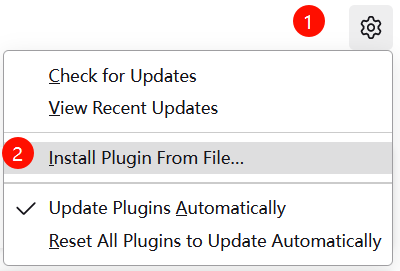 1
Check for Updates
View Recent Updates
2 Install Plugin From File...
Update Plugins Automatically
Reset All Plugins to Update Automatically